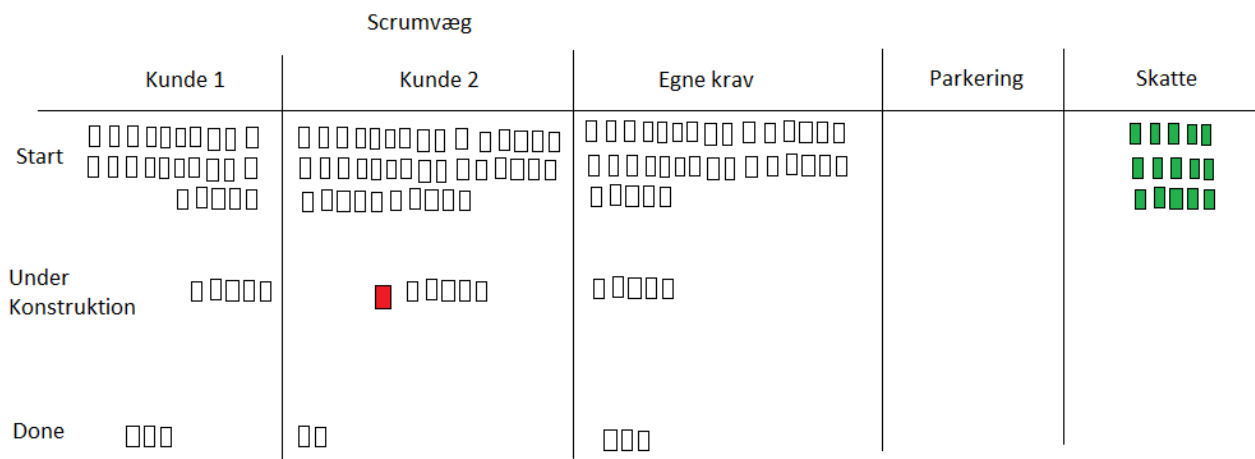 Scrumvæg
Kunde 1
Kunde 2
Egne krav
Parkering
Skatte
Start
Under
Konstruktion
Done